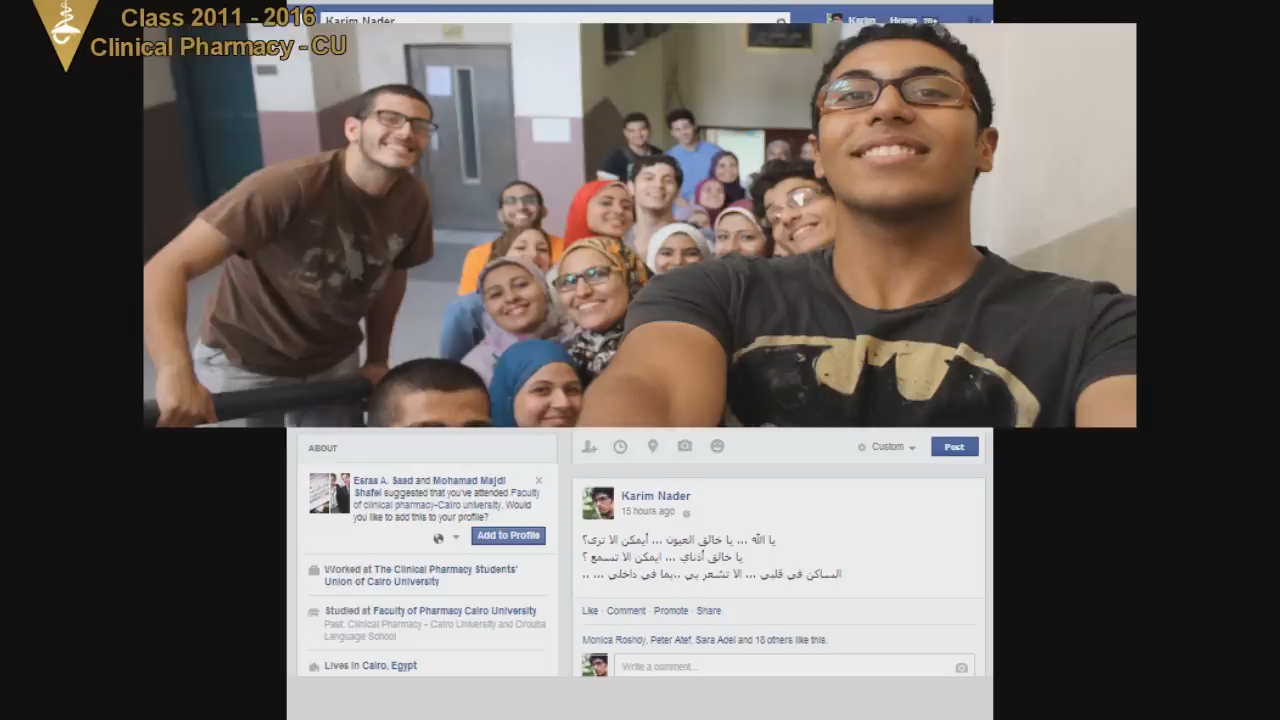 Class 2011 - 2016
Clinical Pharmacy - CU
Karim Nader
Karim Home 20+
ABOUT
Custom
Post
Esraa A. Saad and Mohamad Majdi
Shafei suggested that you've attended Faculty
of clinical pharmacy-Cairo university. Would
you like to add this to your profile?
Add to Profile
Worked at The Clinical Pharmacy Students'
Union of Cairo University
Studied at Faculty of Pharmacy Cairo University
Past: Clinical Pharmacy - Cairo University and Orouba
Language School
Lives in Cairo, Egypt
Karim Nader
15 hours ago
يا الله ... يا خالق العيون ... أيمكن الا ترى؟
يا خالق أذناي ... ايمكن الا تسمع ؟
الساكن في قلبي ... الا تشعر بي ..بما في داخلي ... ..
Like · Comment · Promote · Share
Monica Roshdy, Peter Atef, Sara Adel and 18 others like this.
Write a comment...